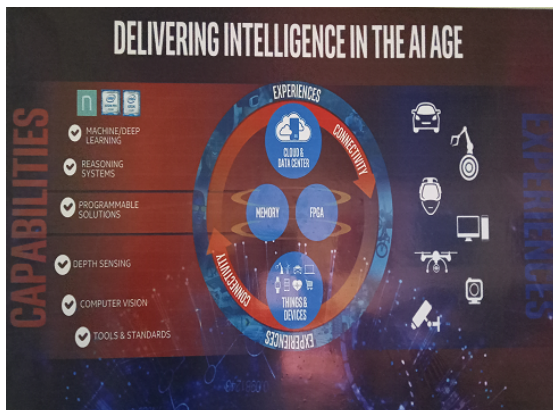 DELIVERING INTELLIGENCE IN THE AI AGE
CAPABILITIES
n
MACHINE/DEEP
LEARNING
REASONING
SYSTEMS
PROGRAMMABLE
SOLUTIONS
DEPTH SENSING
COMPUTER VISION
TOOLS & STANDARDS
EXPERIENCES
CLOUD &
DATA CENTER
CONNECTIVITY
MEMORY
FPGA
CONNECTIVITY
THINGS &
DEVICES
EXPERIENCES
EXPERIENCES